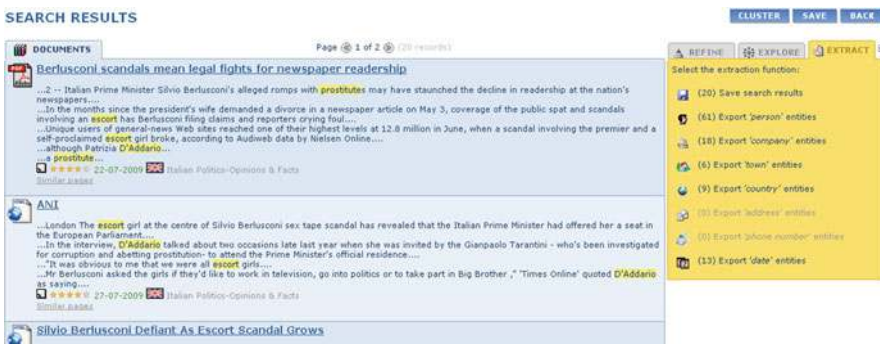 SEARCH RESULTS
CLUSTER SAVE BACK
DOCUMENTS
Page 1 of 2 (20 records)
REFINE EXPLORE EXTRACT
Berlusconi scandals mean legal fights for newspaper readership
...2 -- Italian Prime Minister Silvio Berlusconi's alleged romps with prostitutes may have staunched the decline in readership at the nation's
newspapers....
...In the months since the president's wife demanded a divorce in a newspaper article on May 3, coverage of the public spat and scandals
involving an escort has Berlusconi filing claims and reporters crying foul....
...Unique users of general-news Web sites reached one of their highest levels at 12.8 million in June, when a scandal involving the premier and a
self-proclaimed escort girl broke, according to Audiweb data by Nielsen Online....
...although Patrizia D'Addario...
...a prostitute...
22-07-2009 Italian Politics-Opinions & Facts
Similar pages
ANI
...London The escort girl at the centre of Silvio Berlusconi sex tape scandal has revealed that the Italian Prime Minister had offered her a seat in
the European Parliament....
...In the interview, D'Addario talked about two occasions late last year when she was invited by the Gianpaolo Tarantini - who's been investigated
for corruption and abetting prostitution- to attend the Prime Minister's official residence....
..."It was obvious to me that we were all escort girls....
...Mr Berlusconi asked the girls if they'd like to work in television, go into politics or to take part in Big Brother ," 'Times Online' quoted D'Addario
as saying....
27-07-2009 Italian Politics-Opinions & Facts
Similar pages
Silvio Berlusconi Defiant As Escort Scandal Grows
Select the extraction function:
(20) Save search results
(61) Export 'person' entities
(18) Export 'company' entities
(6) Export 'town' entities
(9) Export 'country' entities
(0) Export 'address' entities
(0) Export 'phone number' entities
(13) Export 'date' entities